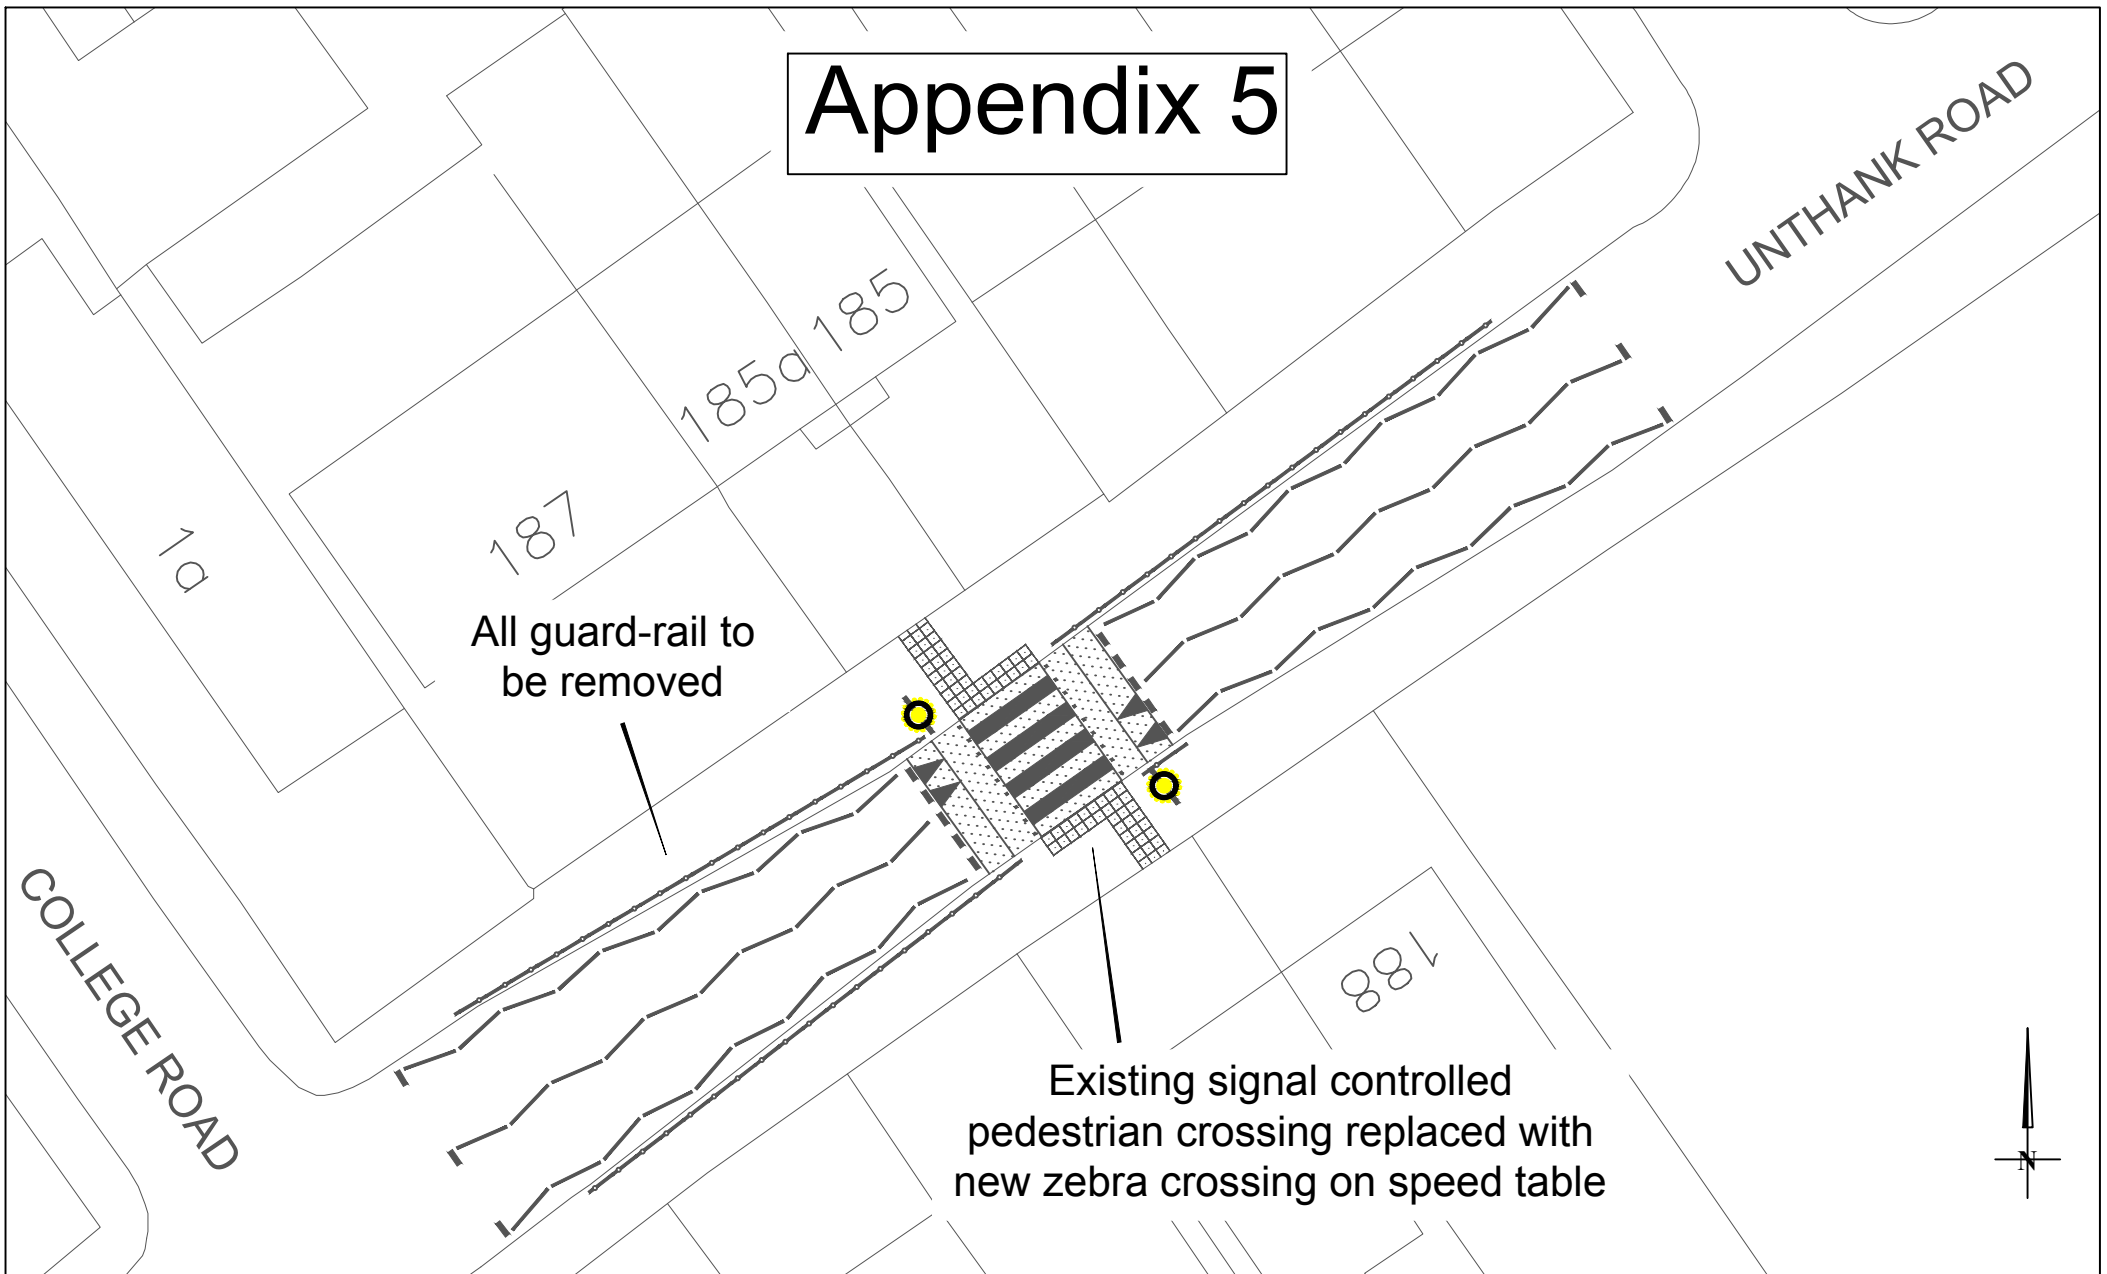 Appendix 5
UNTHANK ROAD
185
185a
187
1a
All guard-rail to
be removed
COLLEGE ROAD
188
Existing signal controlled
pedestrian crossing replaced with
new zebra crossing on speed table
N